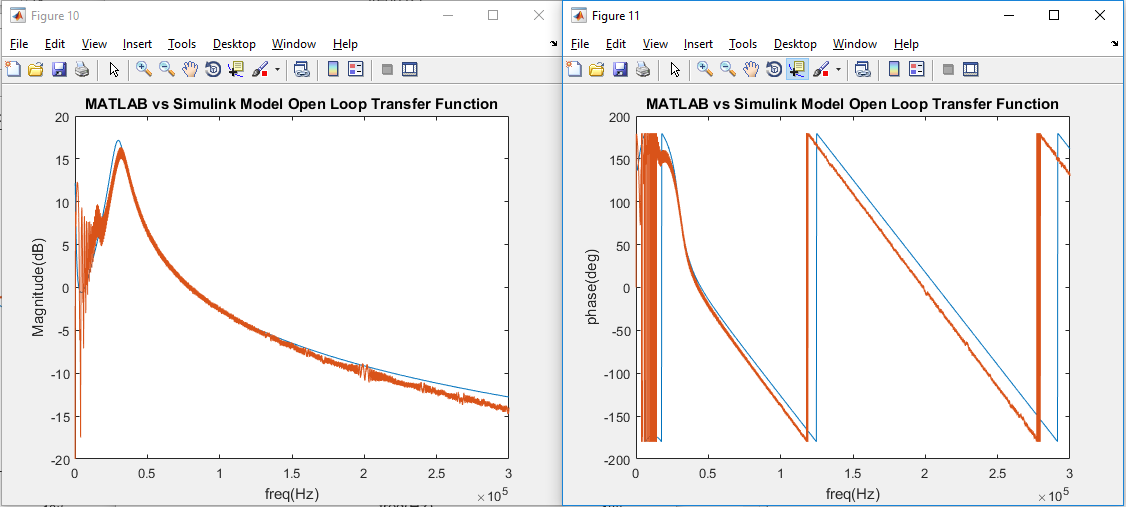 Figure 10
File Edit View Insert Tools Desktop Window Help
MATLAB vs Simulink Model Open Loop Transfer Function
Magnitude(dB)
20
15
10
5
0
-5
-10
-15
-20
0 0.5 1 1.5 2 2.5 3
freq(Hz)
×10^5
Figure 11
File Edit View Insert Tools Desktop Window Help
MATLAB vs Simulink Model Open Loop Transfer Function
phase(deg)
200
150
100
50
0
-50
-100
-150
-200
0 0.5 1 1.5 2 2.5 3
freq(Hz)
×10^5